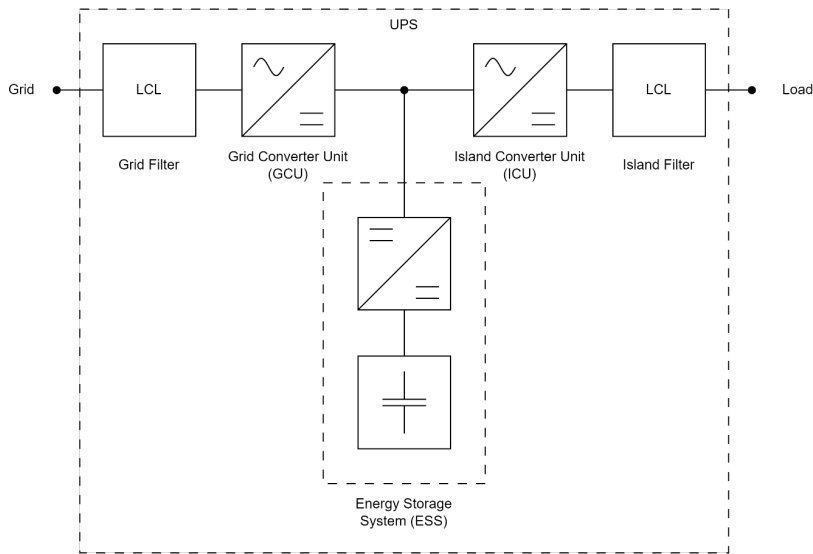 UPS
Grid
LCL
LCL
Load
Grid Filter
Grid Converter Unit
(GCU)
Island Converter Unit
(ICU)
Island Filter
Energy Storage
System (ESS)